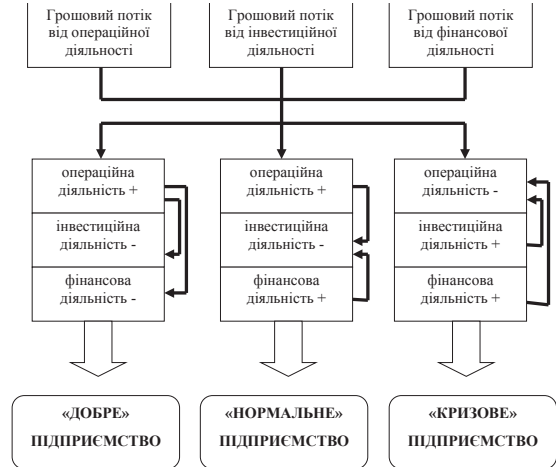 Грошовий потік
від операційної
діяльності
Грошовий потік
від інвестиційної
діяльності
Грошовий потік
від фінансової
діяльності
операційна
діяльність +
інвестиційна
діяльність -
фінансова
діяльність -
операційна
діяльність +
інвестиційна
діяльність -
фінансова
діяльність +
операційна
діяльність -
інвестиційна
діяльність +
фінансова
діяльність +
«ДОБРЕ»
ПІДПРИЄМСТВО
«НОРМАЛЬНЕ»
ПІДПРИЄМСТВО
«КРИЗОВЕ»
ПІДПРИЄМСТВО